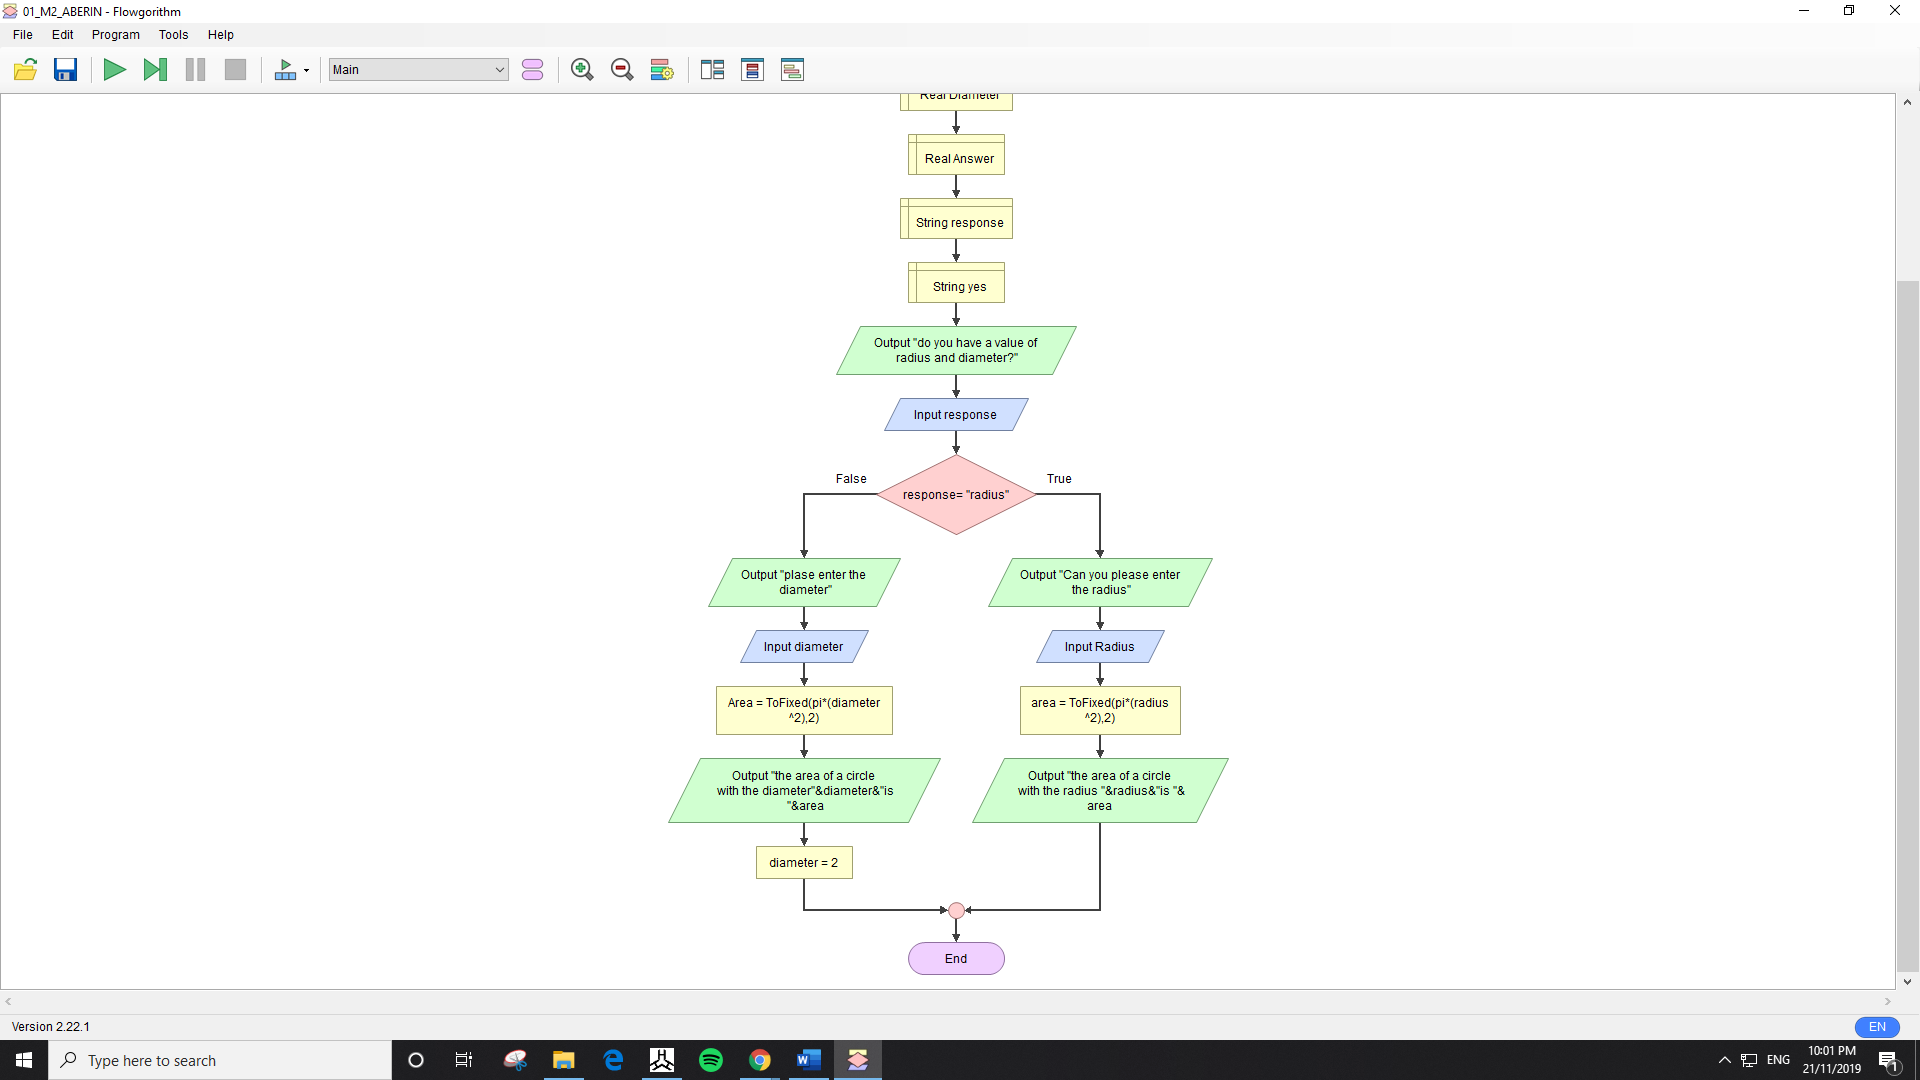 01_M2_ABERIN - Flowgorithm
File Edit Program Tools Help
Main
Real Diameter
Real Answer
String response
String yes
Output "do you have a value of
radius and diameter?"
Input response
False
True
response= "radius"
Output "plase enter the
diameter"
Output "Can you please enter
the radius"
Input diameter
Input Radius
Area = ToFixed(pi*(diameter
^2),2)
area = ToFixed(pi*(radius
^2),2)
Output "the area of a circle
with the diameter"&diameter&"is
"&area
Output "the area of a circle
with the radius "&radius&"is "&
area
diameter = 2
End
Version 2.22.1
EN
Type here to search
ENG
10:01 PM
21/11/2019
1